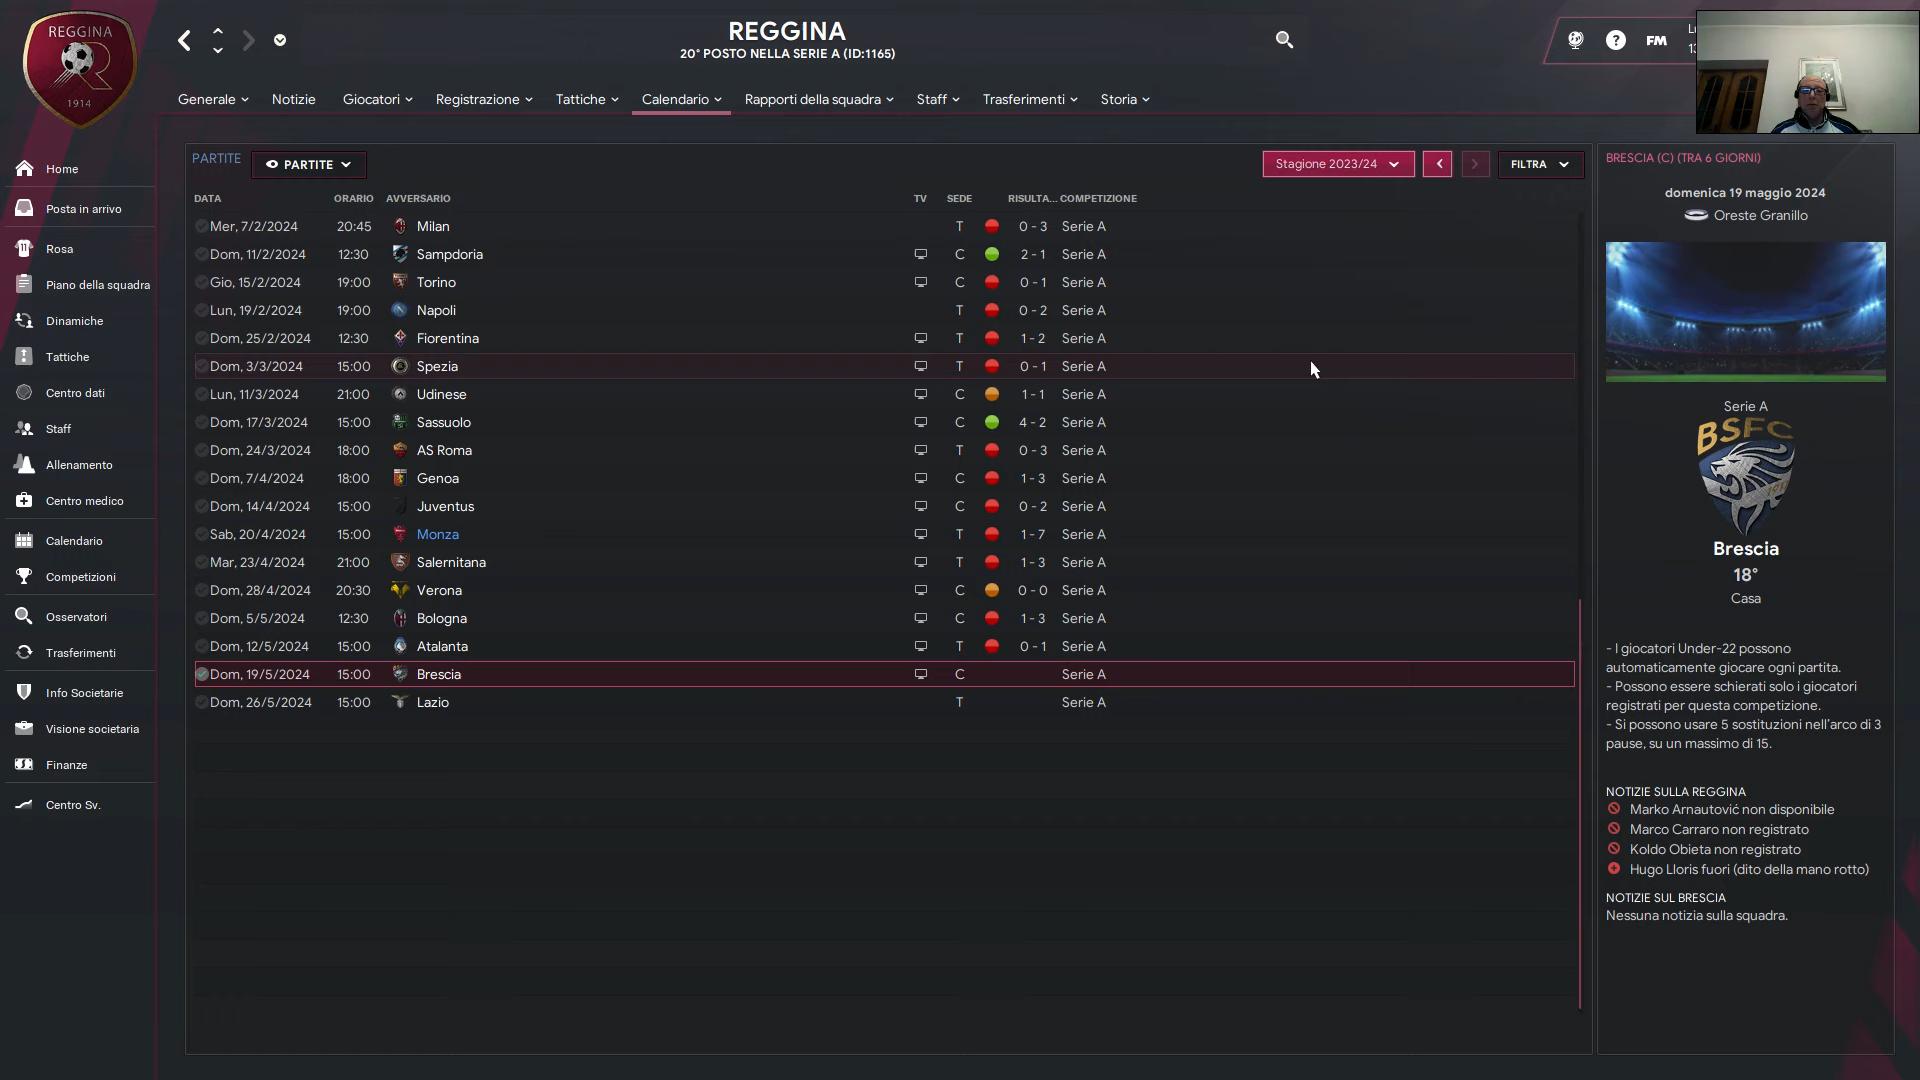 REGGINA
1914
REGGINA
20° POSTO NELLA SERIE A (ID:1165)
FM
Generale
Notizie
Giocatori
Registrazione
Tattiche
Calendario
Rapporti della squadra
Staff
Trasferimenti
Storia
Home
Posta in arrivo
Rosa
Piano della squadra
Dinamiche
Tattiche
Centro dati
Staff
Allenamento
Centro medico
Calendario
Competizioni
Osservatori
Trasferimenti
Info Societarie
Visione societaria
Finanze
Centro Sv.
PARTITE
PARTITE
Stagione 2023/24
FILTRA
DATA ORARIO AVVERSARIO TV SEDE RISULTA... COMPETIZIONE
Mer, 7/2/2024 20:45 Milan T 0 - 3 Serie A
Dom, 11/2/2024 12:30 Sampdoria C 2 - 1 Serie A
Gio, 15/2/2024 19:00 Torino C 0 - 1 Serie A
Lun, 19/2/2024 19:00 Napoli T 0 - 2 Serie A
Dom, 25/2/2024 12:30 Fiorentina T 1 - 2 Serie A
Dom, 3/3/2024 15:00 Spezia T 0 - 1 Serie A
Lun, 11/3/2024 21:00 Udinese C 1 - 1 Serie A
Dom, 17/3/2024 15:00 Sassuolo C 4 - 2 Serie A
Dom, 24/3/2024 18:00 AS Roma T 0 - 3 Serie A
Dom, 7/4/2024 18:00 Genoa C 1 - 3 Serie A
Dom, 14/4/2024 15:00 Juventus C 0 - 2 Serie A
Sab, 20/4/2024 15:00 Monza T 1 - 7 Serie A
Mar, 23/4/2024 21:00 Salernitana T 1 - 3 Serie A
Dom, 28/4/2024 20:30 Verona C 0 - 0 Serie A
Dom, 5/5/2024 12:30 Bologna C 1 - 3 Serie A
Dom, 12/5/2024 15:00 Atalanta T 0 - 1 Serie A
Dom, 19/5/2024 15:00 Brescia C Serie A
Dom, 26/5/2024 15:00 Lazio T Serie A
BRESCIA (C) (TRA 6 GIORNI)
domenica 19 maggio 2024
Oreste Granillo
Serie A
BSFC
Brescia
18°
Casa
- I giocatori Under-22 possono
automaticamente giocare ogni partita.
- Possono essere schierati solo i giocatori
registrati per questa competizione.
- Si possono usare 5 sostituzioni nell'arco di 3
pause, su un massimo di 15.
NOTIZIE SULLA REGGINA
Marko Arnautović non disponibile
Marco Carraro non registrato
Koldo Obieta non registrato
Hugo Lloris fuori (dito della mano rotto)
NOTIZIE SUL BRESCIA
Nessuna notizia sulla squadra.